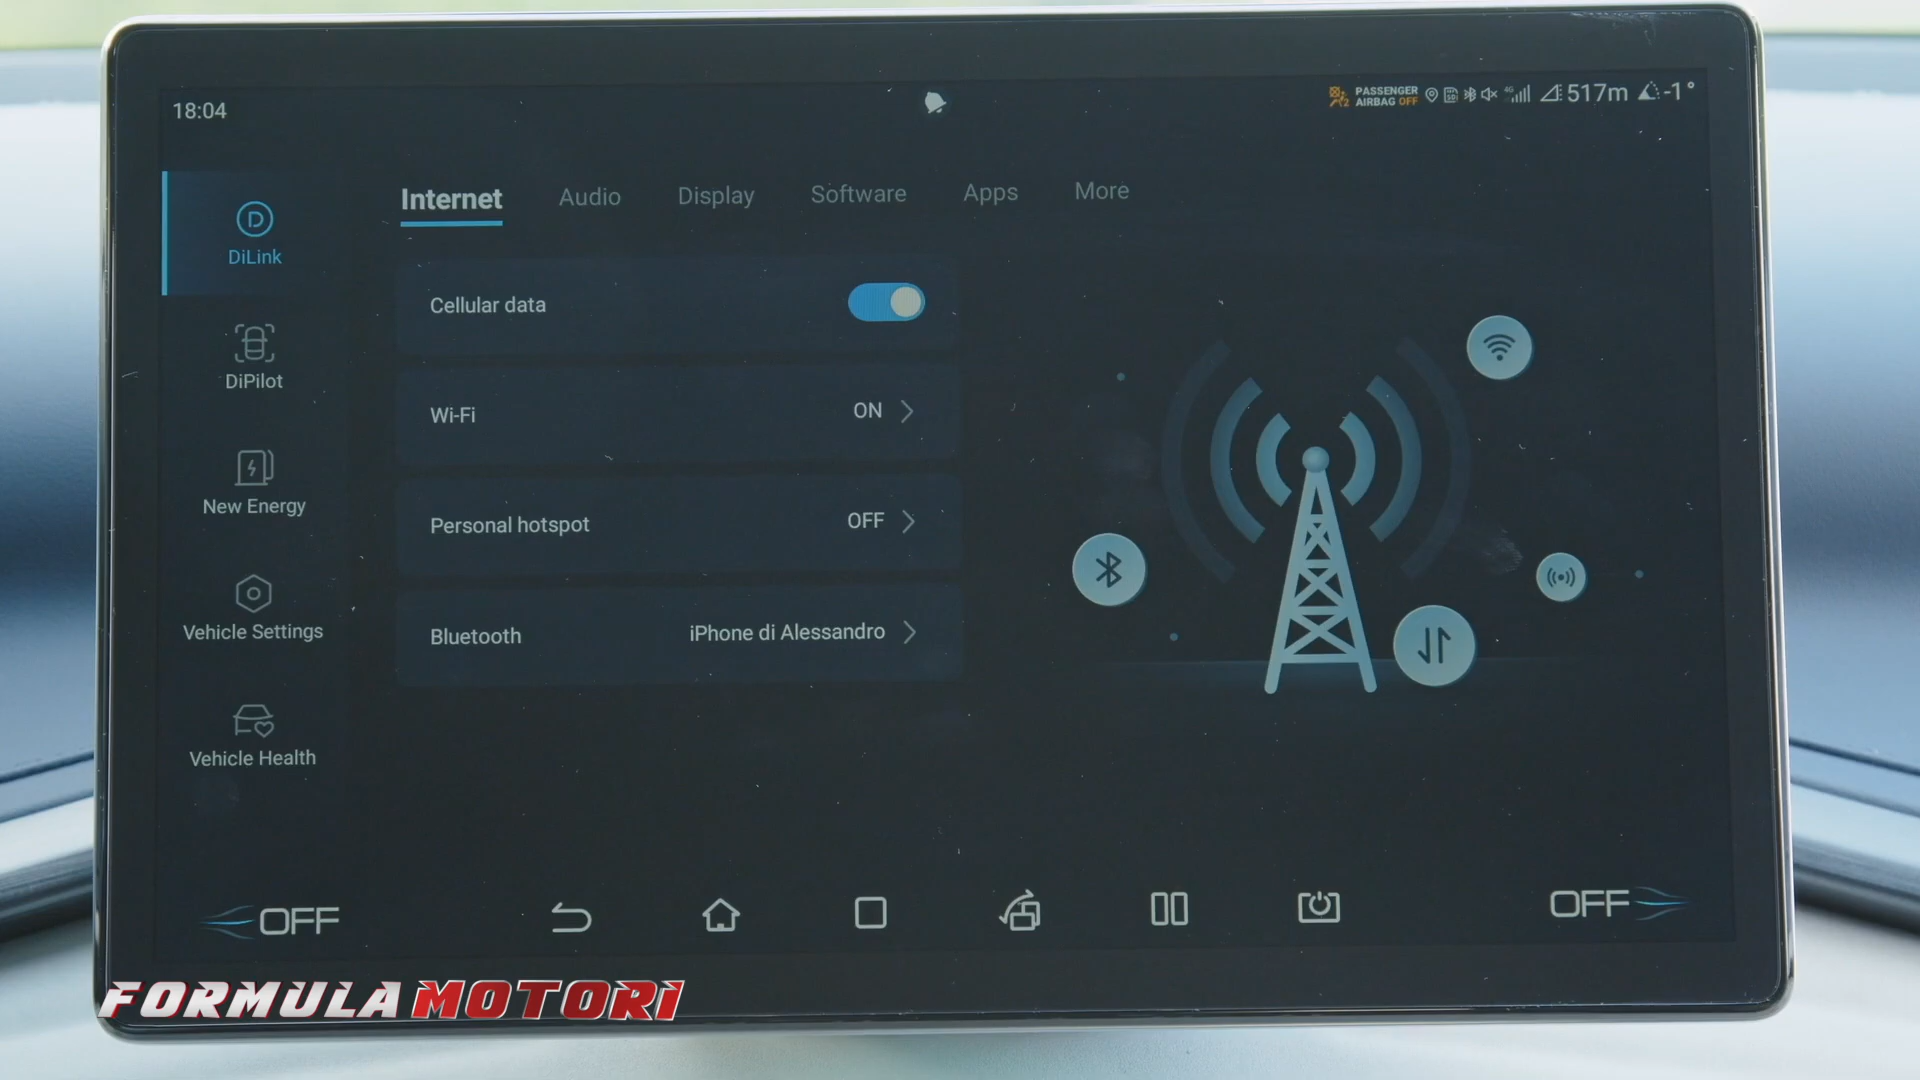 18:04
PASSENGER
AIRBAG OFF
4G
517m
-1°
DiLink
DiPilot
New Energy
Vehicle Settings
Vehicle Health
Internet
Audio
Display
Software
Apps
More
Cellular data
Wi-Fi
ON
Personal hotspot
OFF
Bluetooth
iPhone di Alessandro
OFF
OFF
FORMULA MOTORI